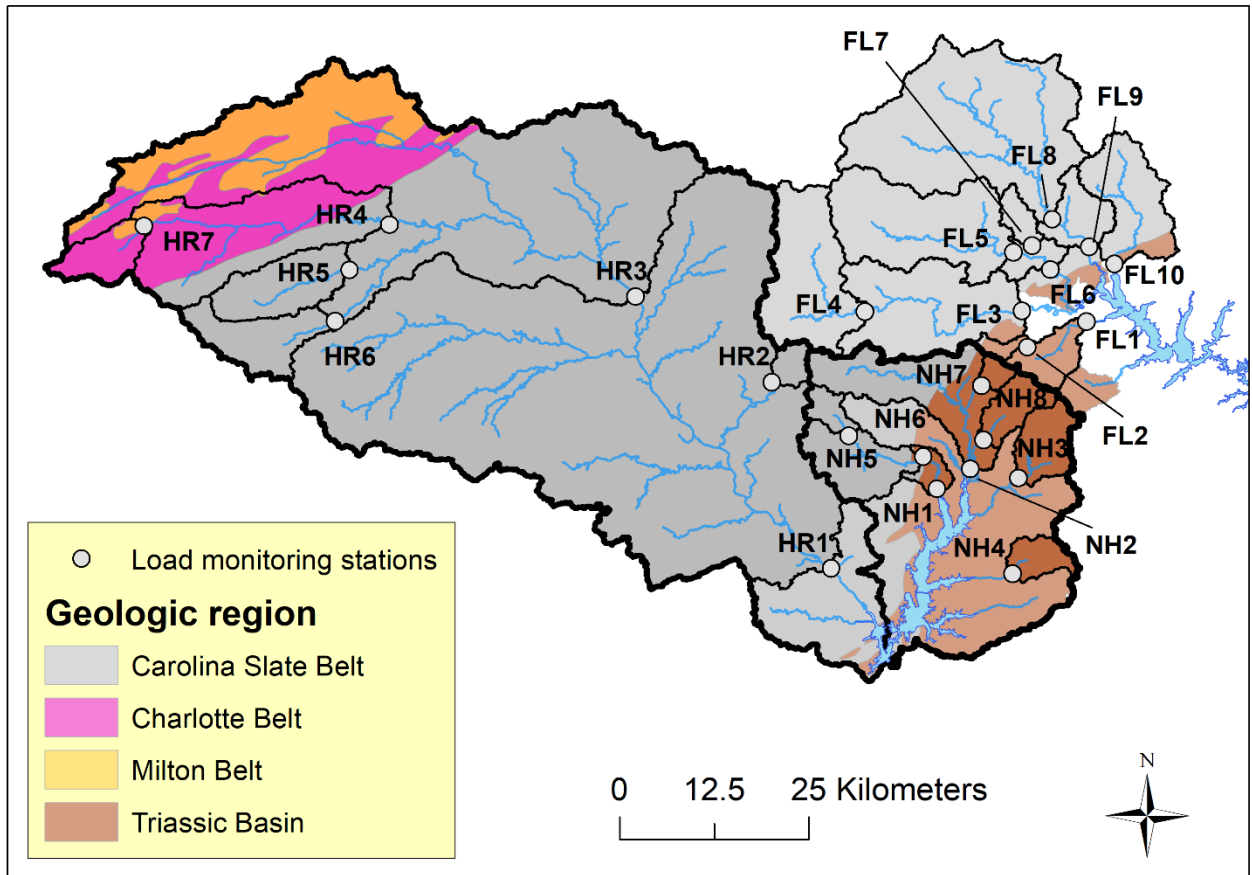 FL7
FL9
FL8
HR4
HR7
FL5
HR5
HR3
FL10
FL6
FL4
FL3
FL1
HR6
HR2
NH7
NH8
NH6
FL2
NH5
NH3
NH1
HR1
NH4
NH2
Load monitoring stations
Geologic region
Carolina Slate Belt
Charlotte Belt
Milton Belt
Triassic Basin
0 12.5 25 Kilometers
N